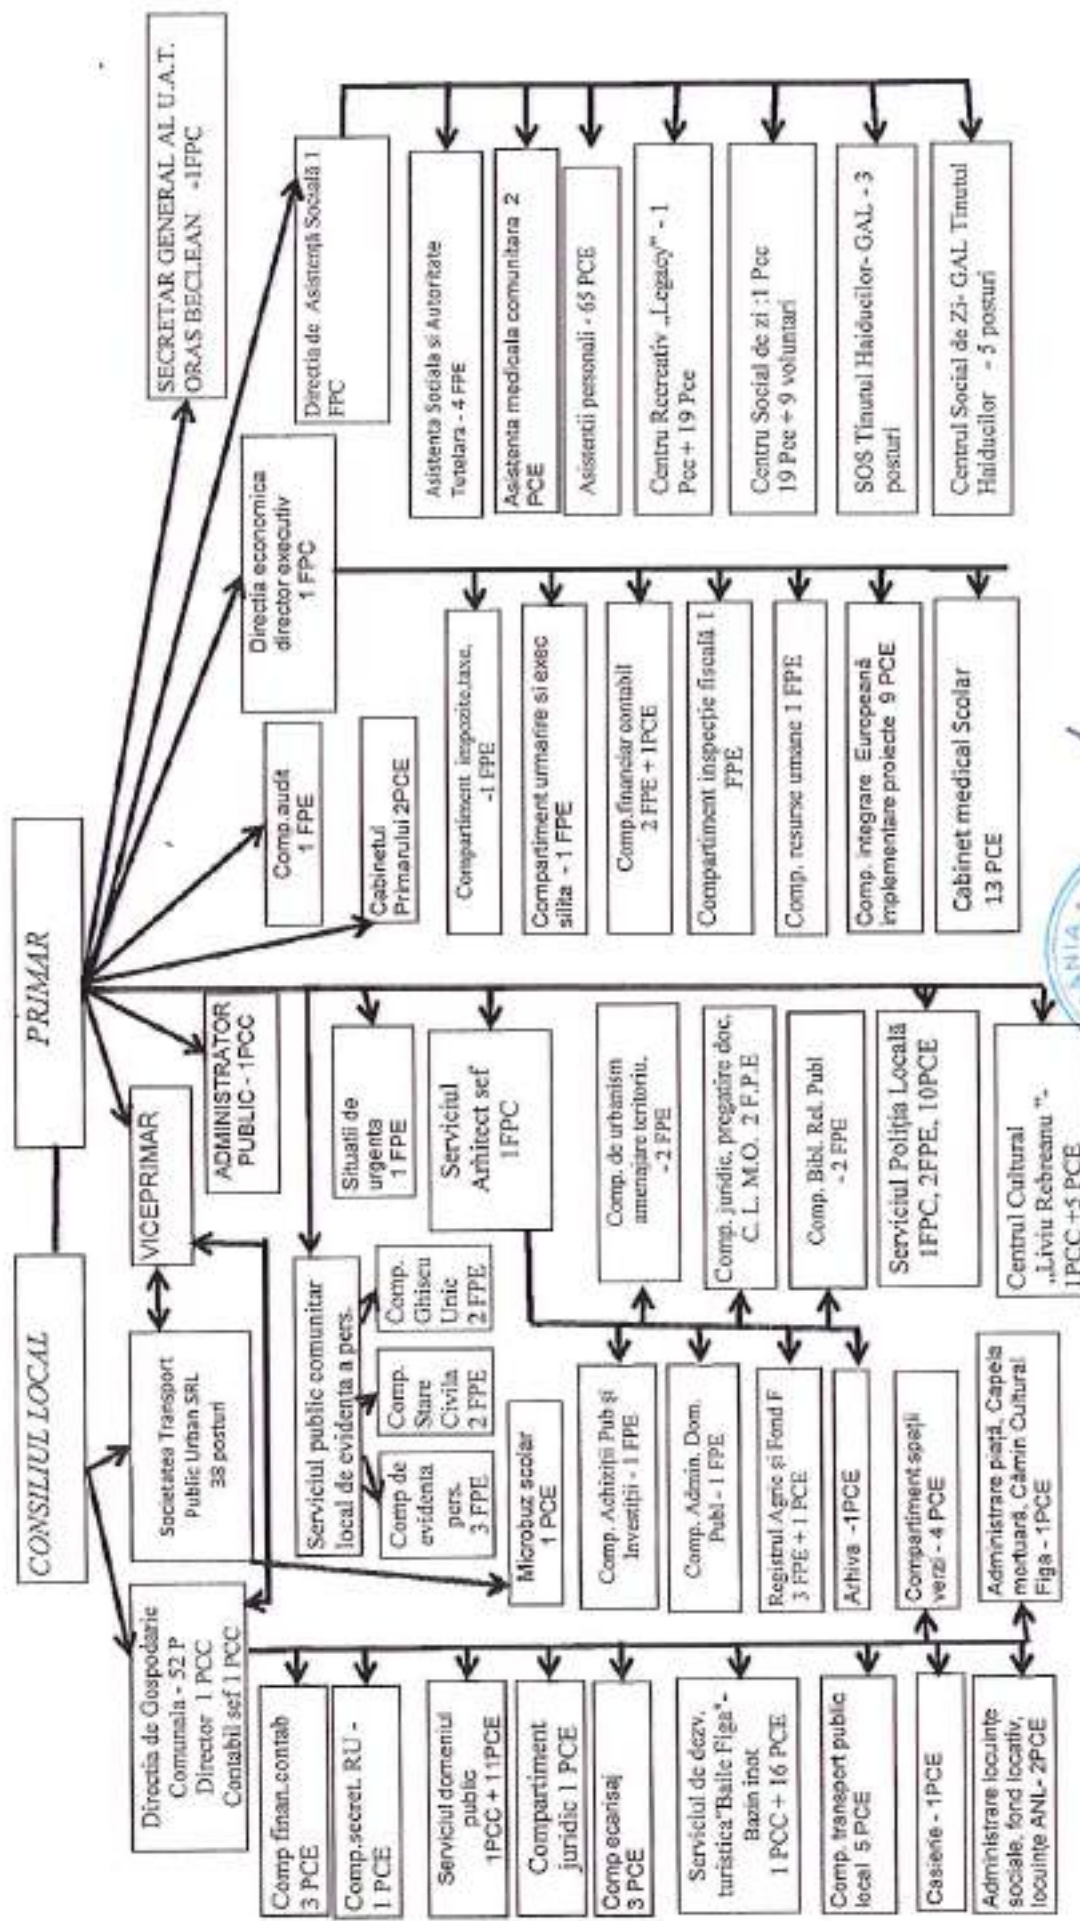 CONSILIUL LOCAL
PRIMAR
SECRETAR GENERAL AL U.A.T.
ORAS BECLEAN -1FPC
Directia de Gospodarie
Comunala - 52 P
Director 1 PCC
Contabil sef 1 PCC
Societatea Transport
Public Urban SRL
38 posturi
VICEPRIMAR
ADMINISTRATOR
PUBLIC - 1PCC
Comp.audit
1 FPE
Cabinetul
Primarului 2PCE
Directia economica
director executiv
1 FPC
Directia de Asistenţă Socială 1
FPC
Comp finan.contab
3 PCE
Comp.secret. RU -
1 PCE
Serviciul domeniul
public
1PCC + 11PCE
Compartiment
juridic 1 PCE
Comp ecarisaj
3 PCE
Serviciul de dezv.
turistica"Baile Figa"-
Bazin inot
1 PCC + 16 PCE
Comp. transport public
local 5 PCE
Casierie - 1PCE
Administrare locuinţe
sociale, fond locativ,
locuinţe ANL- 2PCE
Compartiment spaţii
verzi - 4 PCE
Administrare piaţă, Capela
mortuară, Cămin Cultural
Figa - 1PCE
Serviciul public comunitar
local de evidenta a pers.
Comp de
evidenta
pers.
3 FPE
Comp.
Stare
Civila
2 FPE
Comp.
Ghiseu
Unic
2 FPE
Microbuz scolar
1 PCE
Situatii de
urgenta
1 FPE
Serviciul
Arhitect sef
1FPC
Comp. Achiziţii Pub şi
Investiţii - 1 FPE
Comp. Admin. Dom.
Publ - 1 FPE
Registrul Agric şi Fond F
3 FPE + 1 PCE
Arhiva -1PCE
Comp. de urbanism
amenajare teritoriu.
- 2 FPE
Comp. juridic, pregatire doc.
C. L. M.O. 2 F.P.E
Comp. Bibl. Rel. Publ
- 2 FPE
Serviciul Poliţia Locală
1FPC, 2FPE, 10PCE
Centrul Cultural
„Liviu Rebreanu ”-
1PCC +5 PCE
Compartiment impozite,taxe,
-1 FPE
Compartiment urmarire si exec
silita - 1 FPE
Comp.financiar contabil
2 FPE + 1PCE
Compartiment inspecţie fiscală 1
FPE
Comp. resurse umane 1 FPE
Comp. integrare Europeană
implementare proiecte 9 PCE
Cabinet medical Scolar
13 PCE
Asistenta Sociala si Autoritate
Tutelara - 4 FPE
Asistenta medicala comunitara 2
PCE
Asistentii personali - 65 PCE
Centru Recreativ „Legacy” - 1
Pcc + 19 Pce
Centru Social de zi :1 Pcc
19 Pce + 9 voluntari
SOS Tinutul Haiducilor- GAL - 3
posturi
Centrul Social de Zi- GAL Tinutul
Haiducilor - 5 posturi